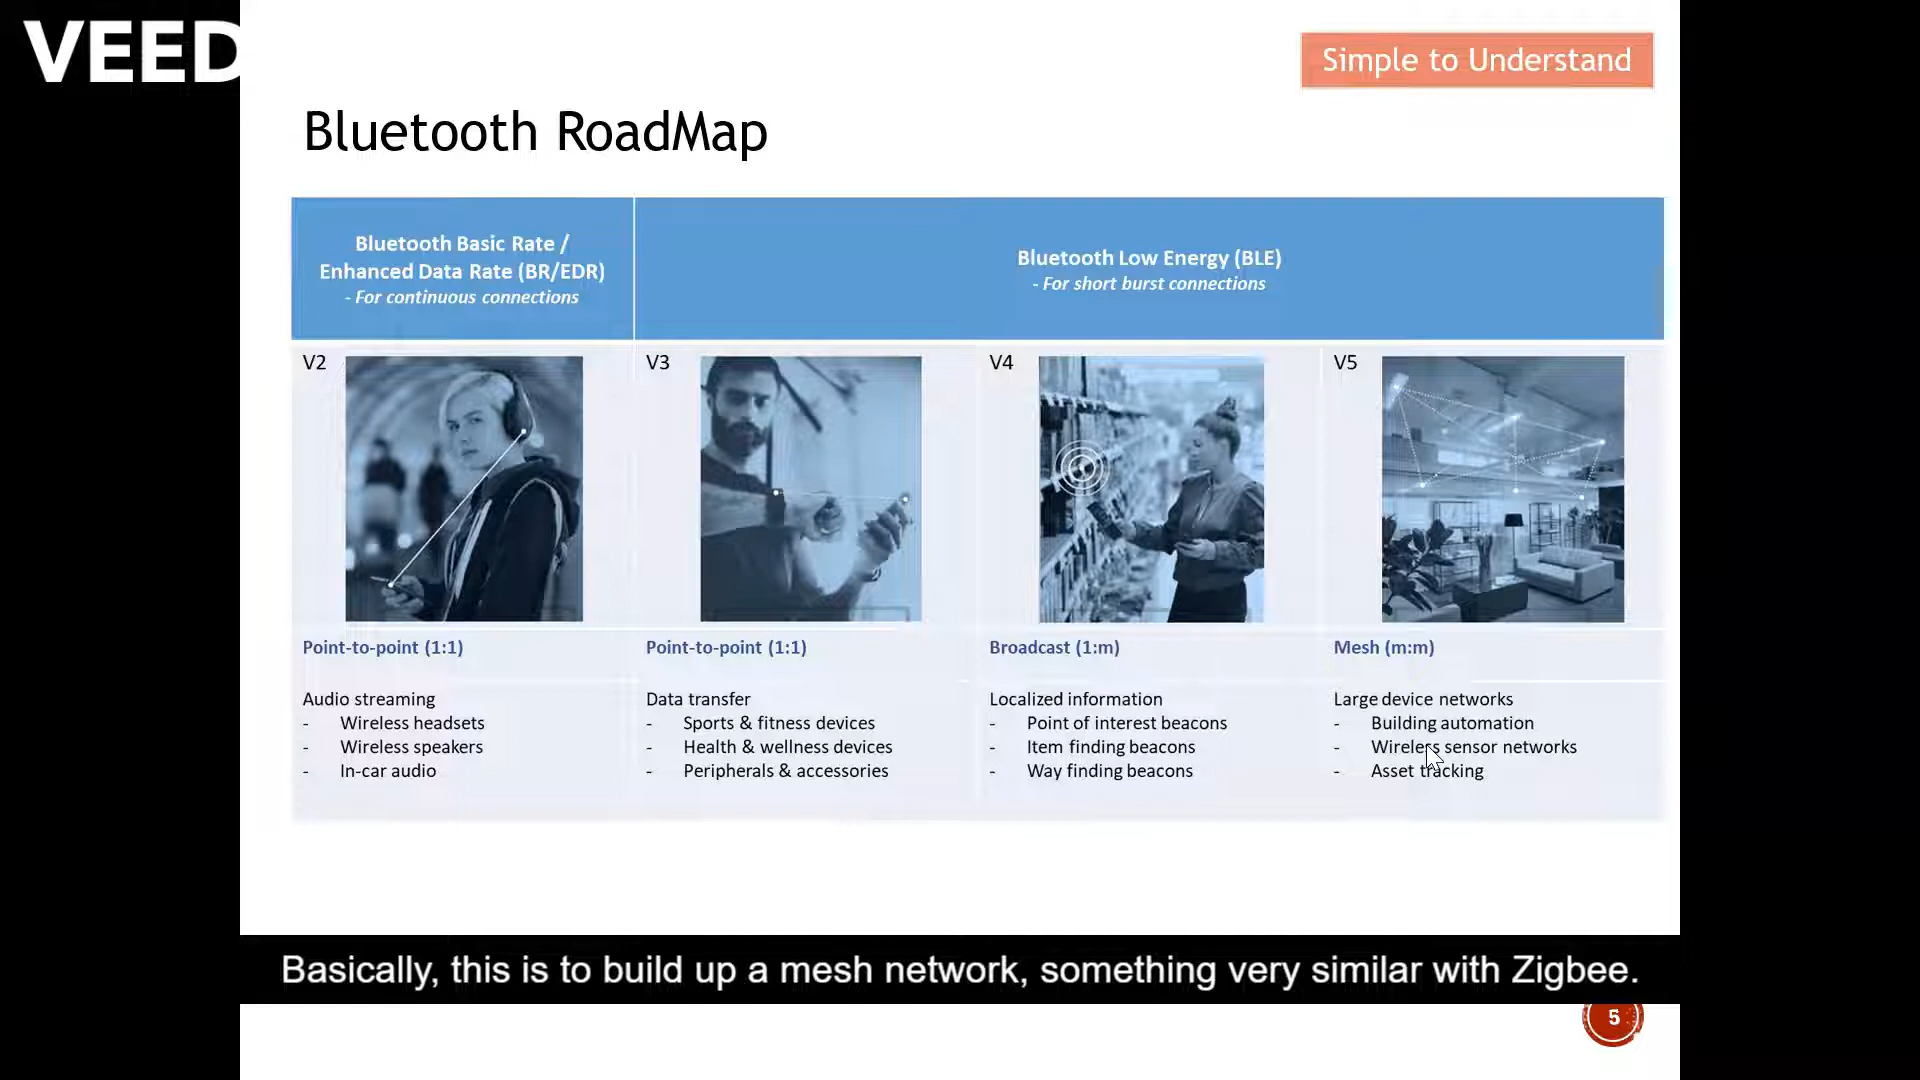 VEED
Simple to Understand
Bluetooth RoadMap
Bluetooth Basic Rate /
Enhanced Data Rate (BR/EDR)
- For continuous connections
Bluetooth Low Energy (BLE)
- For short burst connections
V2
V3
V4
V5
Point-to-point (1:1)
Point-to-point (1:1)
Broadcast (1:m)
Mesh (m:m)
Audio streaming
- Wireless headsets
- Wireless speakers
- In-car audio
Data transfer
- Sports & fitness devices
- Health & wellness devices
- Peripherals & accessories
Localized information
- Point of interest beacons
- Item finding beacons
- Way finding beacons
Large device networks
- Building automation
- Wireless sensor networks
- Asset tracking
Basically, this is to build up a mesh network, something very similar with Zigbee.
5